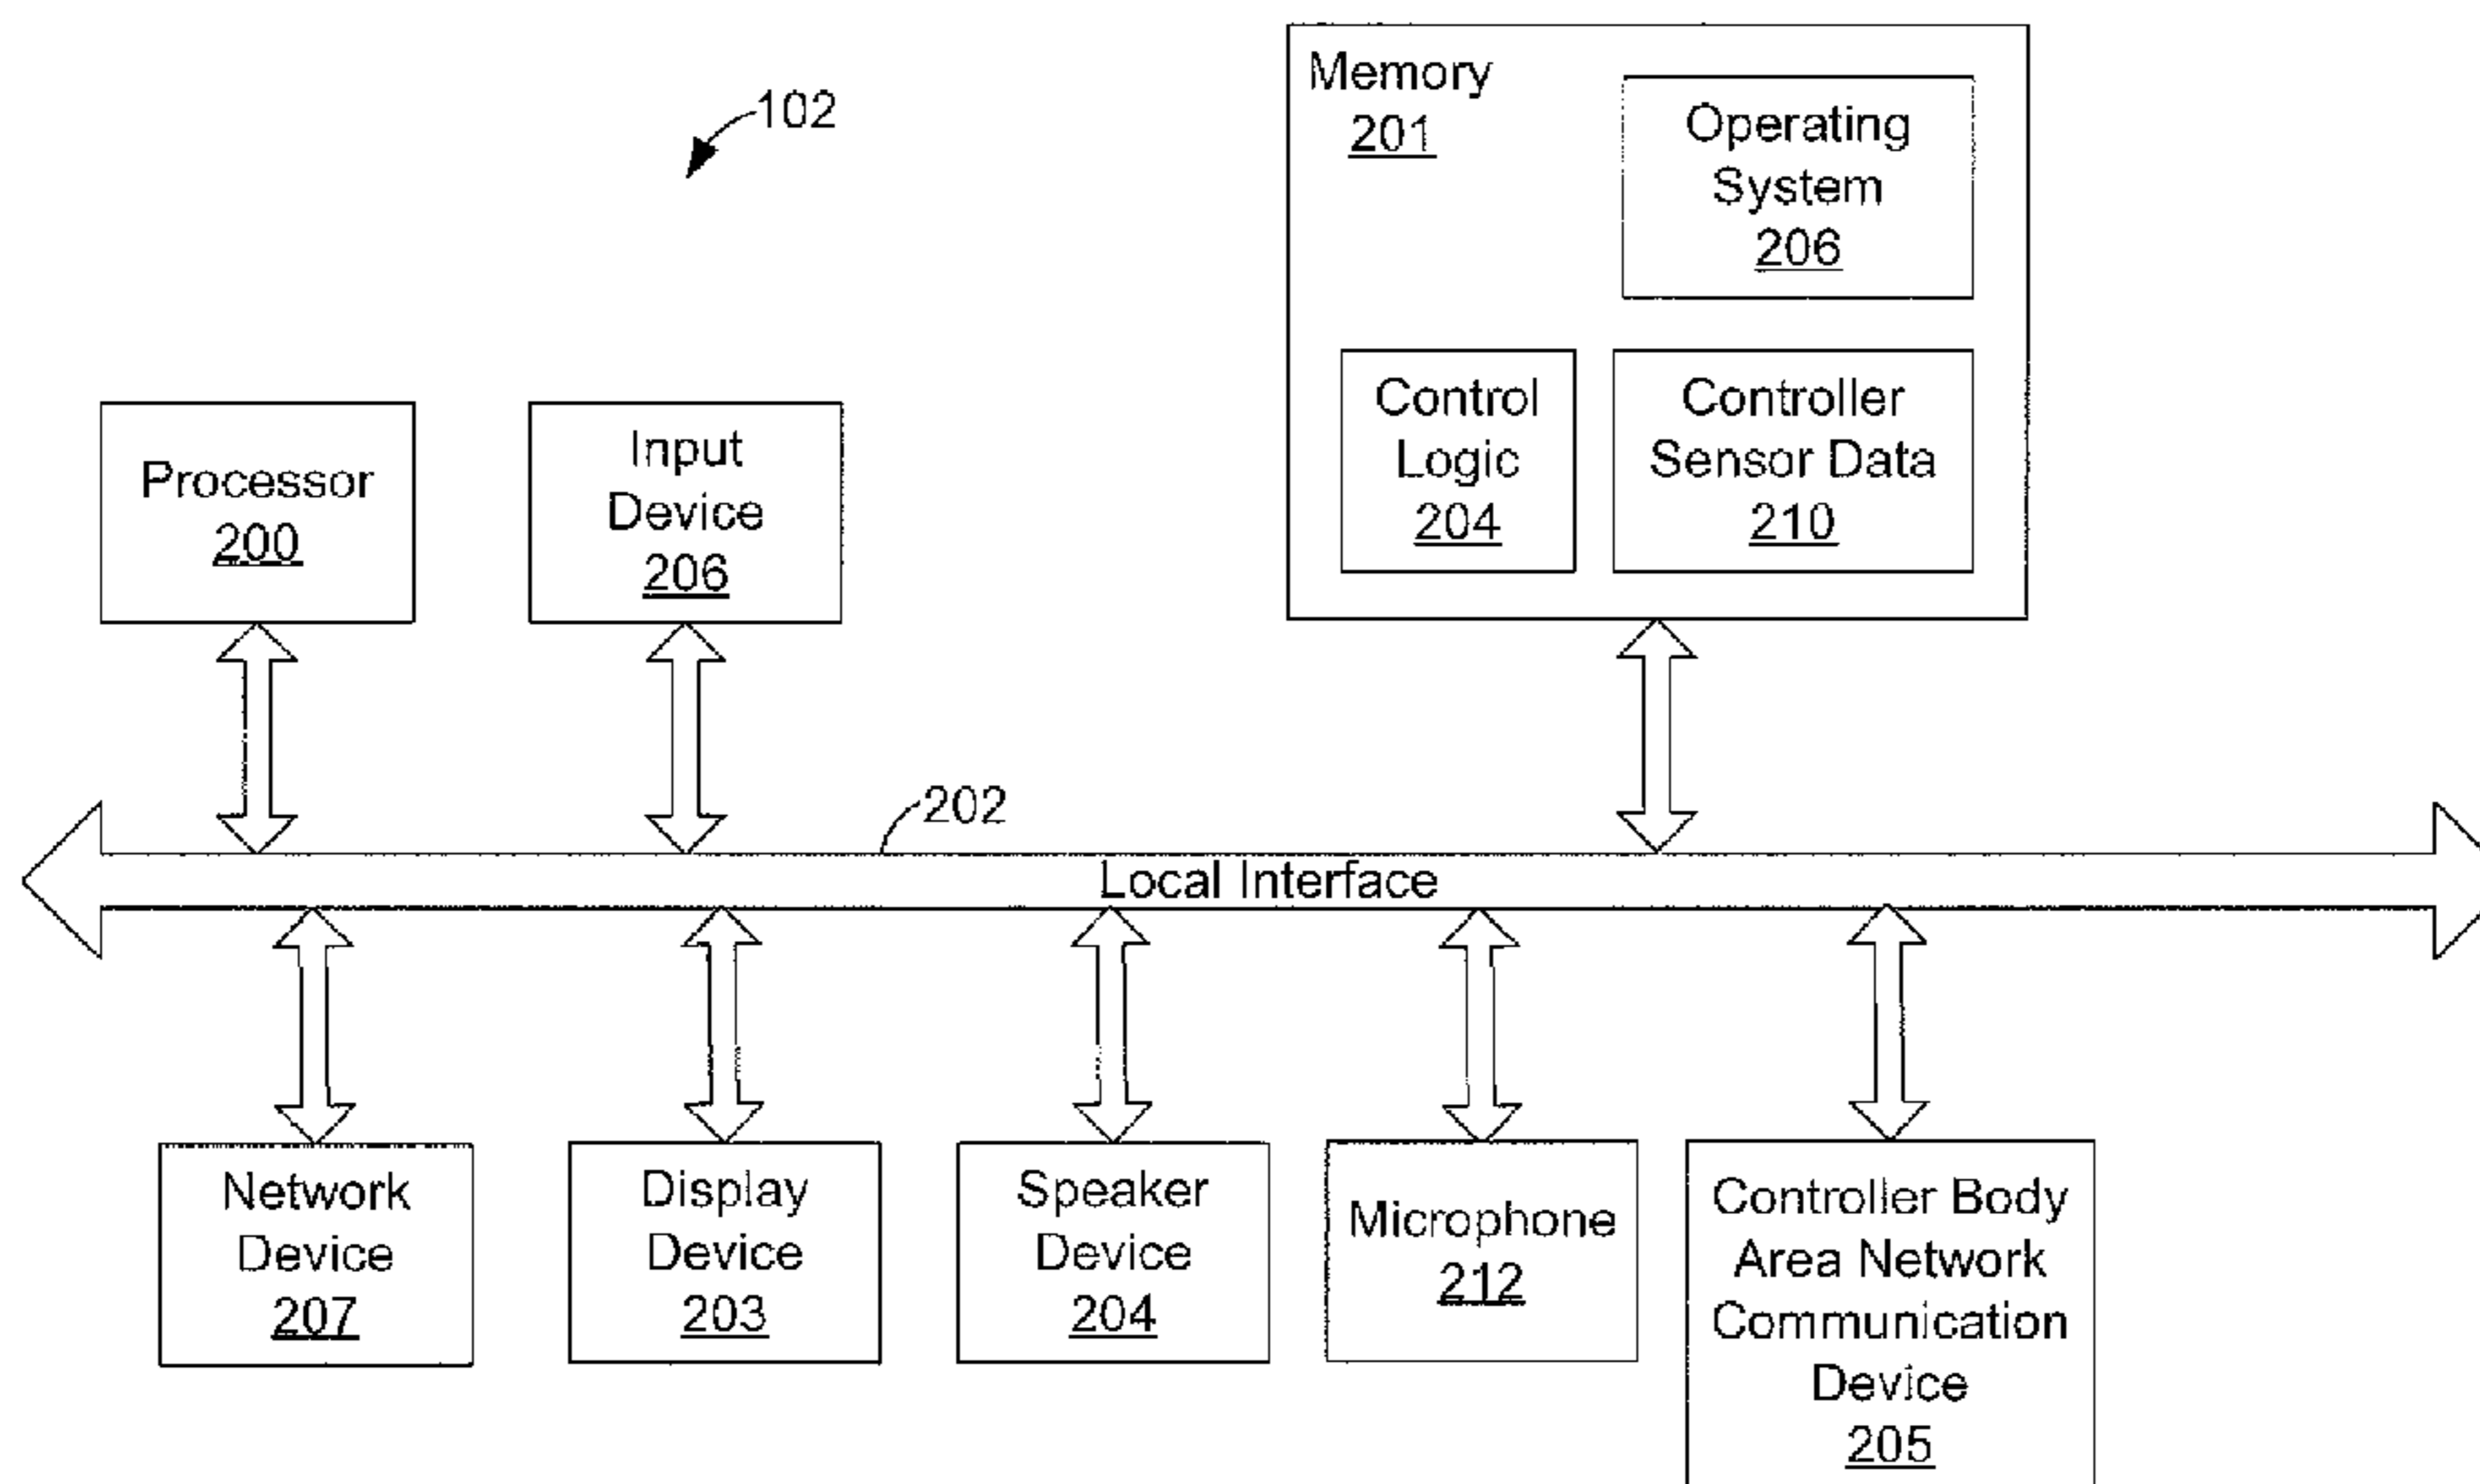 102
Memory
201
Operating
System
206
Control
Logic
204
Controller
Sensor Data
210
Processor
200
Input
Device
206
202
Local Interface
Network
Device
207
Display
Device
203
Speaker
Device
204
Microphone
212
Controller Body
Area Network
Communication
Device
205